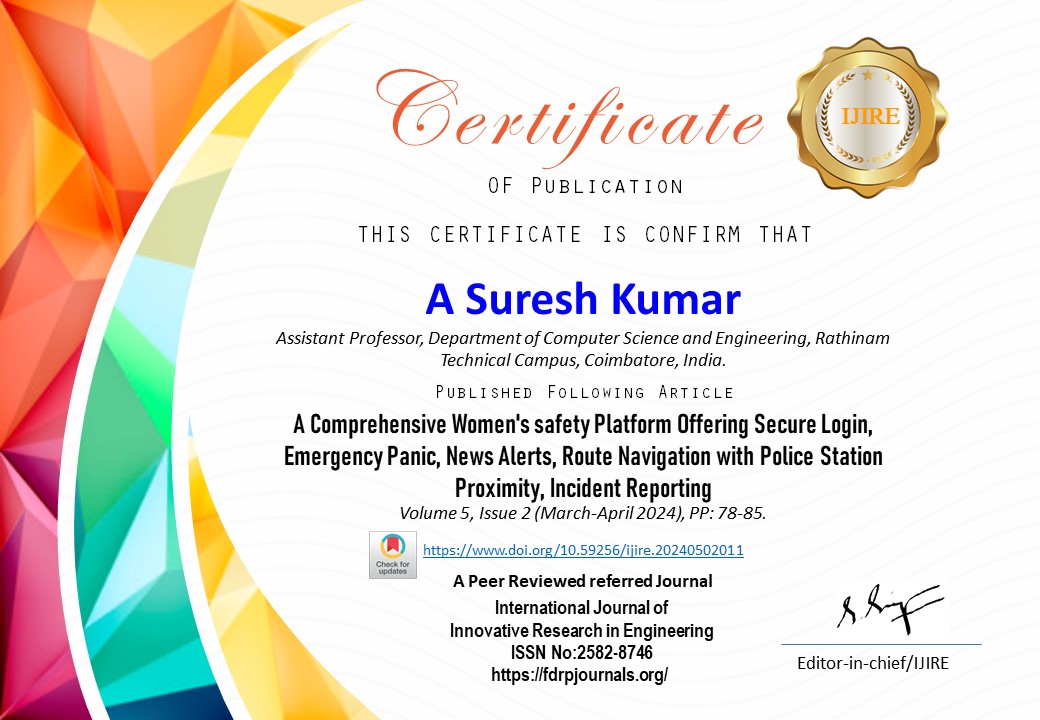 Certificate
IJIRE
OF PUBLICATION
THIS CERTIFICATE IS CONFIRM THAT
A Suresh Kumar
Assistant Professor, Department of Computer Science and Engineering, Rathinam
Technical Campus, Coimbatore, India.
PUBLISHED FOLLOWING ARTICLE
A Comprehensive Women's safety Platform Offering Secure Login,
Emergency Panic, News Alerts, Route Navigation with Police Station
Proximity, Incident Reporting
Volume 5, Issue 2 (March-April 2024), PP: 78-85.
Check for
updates
https://www.doi.org/10.59256/ijire.20240502011
A Peer Reviewed referred Journal
International Journal of
Innovative Research in Engineering
ISSN No:2582-8746
https://fdrpjournals.org/
Editor-in-chief/IJIRE